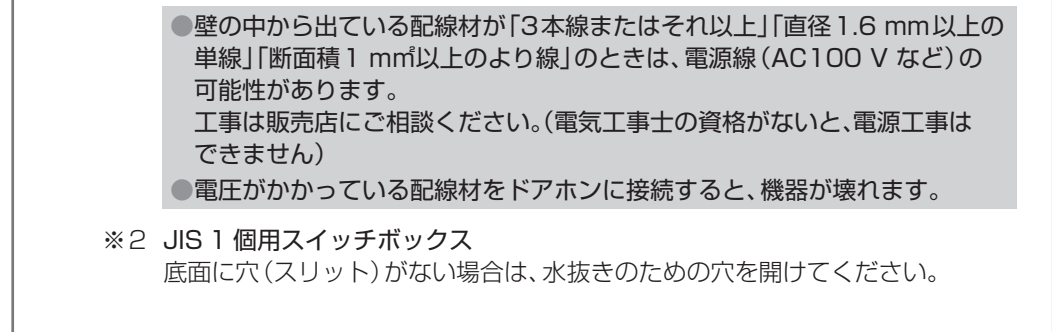 ●壁の中から出ている配線材が「3本線またはそれ以上」「直径1.6 mm以上の
単線」「断面積1 mm²以上のより線」のときは、電源線（AC100 V など）の
可能性があります。
工事は販売店にご相談ください。（電気工事士の資格がないと、電源工事は
できません）
●電圧がかかっている配線材をドアホンに接続すると、機器が壊れます。
※2 JIS 1 個用スイッチボックス
底面に穴（スリット）がない場合は、水抜きのための穴を開けてください。